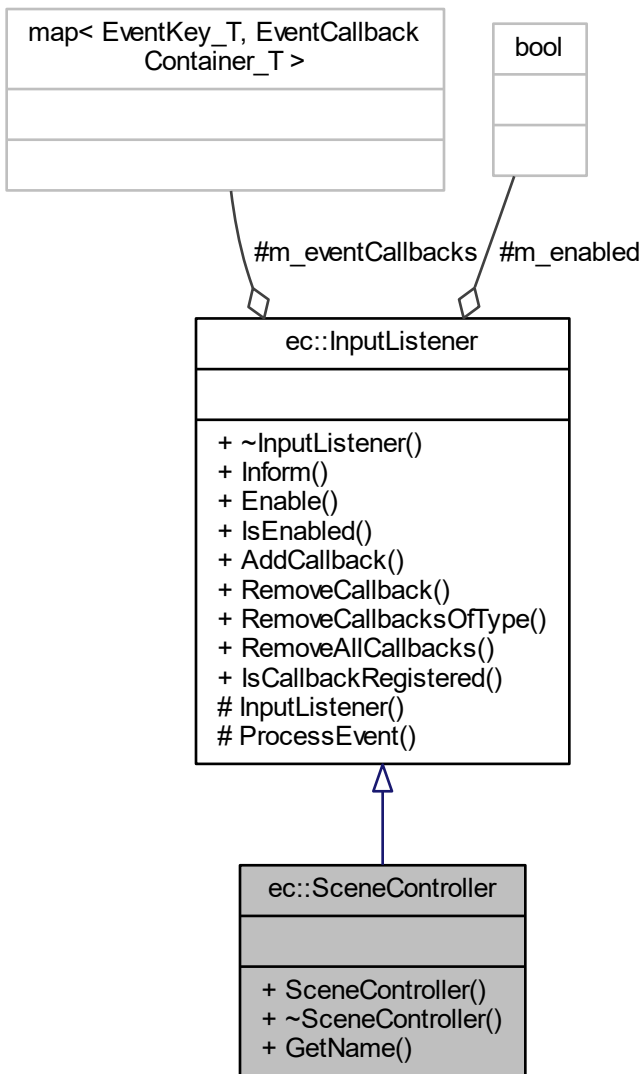 map< EventKey_T, EventCallback
Container_T >
bool
#m_eventCallbacks
#m_enabled
ec::InputListener
+ ~InputListener()
+ Inform()
+ Enable()
+ IsEnabled()
+ AddCallback()
+ RemoveCallback()
+ RemoveCallbacksOfType()
+ RemoveAllCallbacks()
+ IsCallbackRegistered()
# InputListener()
# ProcessEvent()
ec::SceneController
+ SceneController()
+ ~SceneController()
+ GetName()